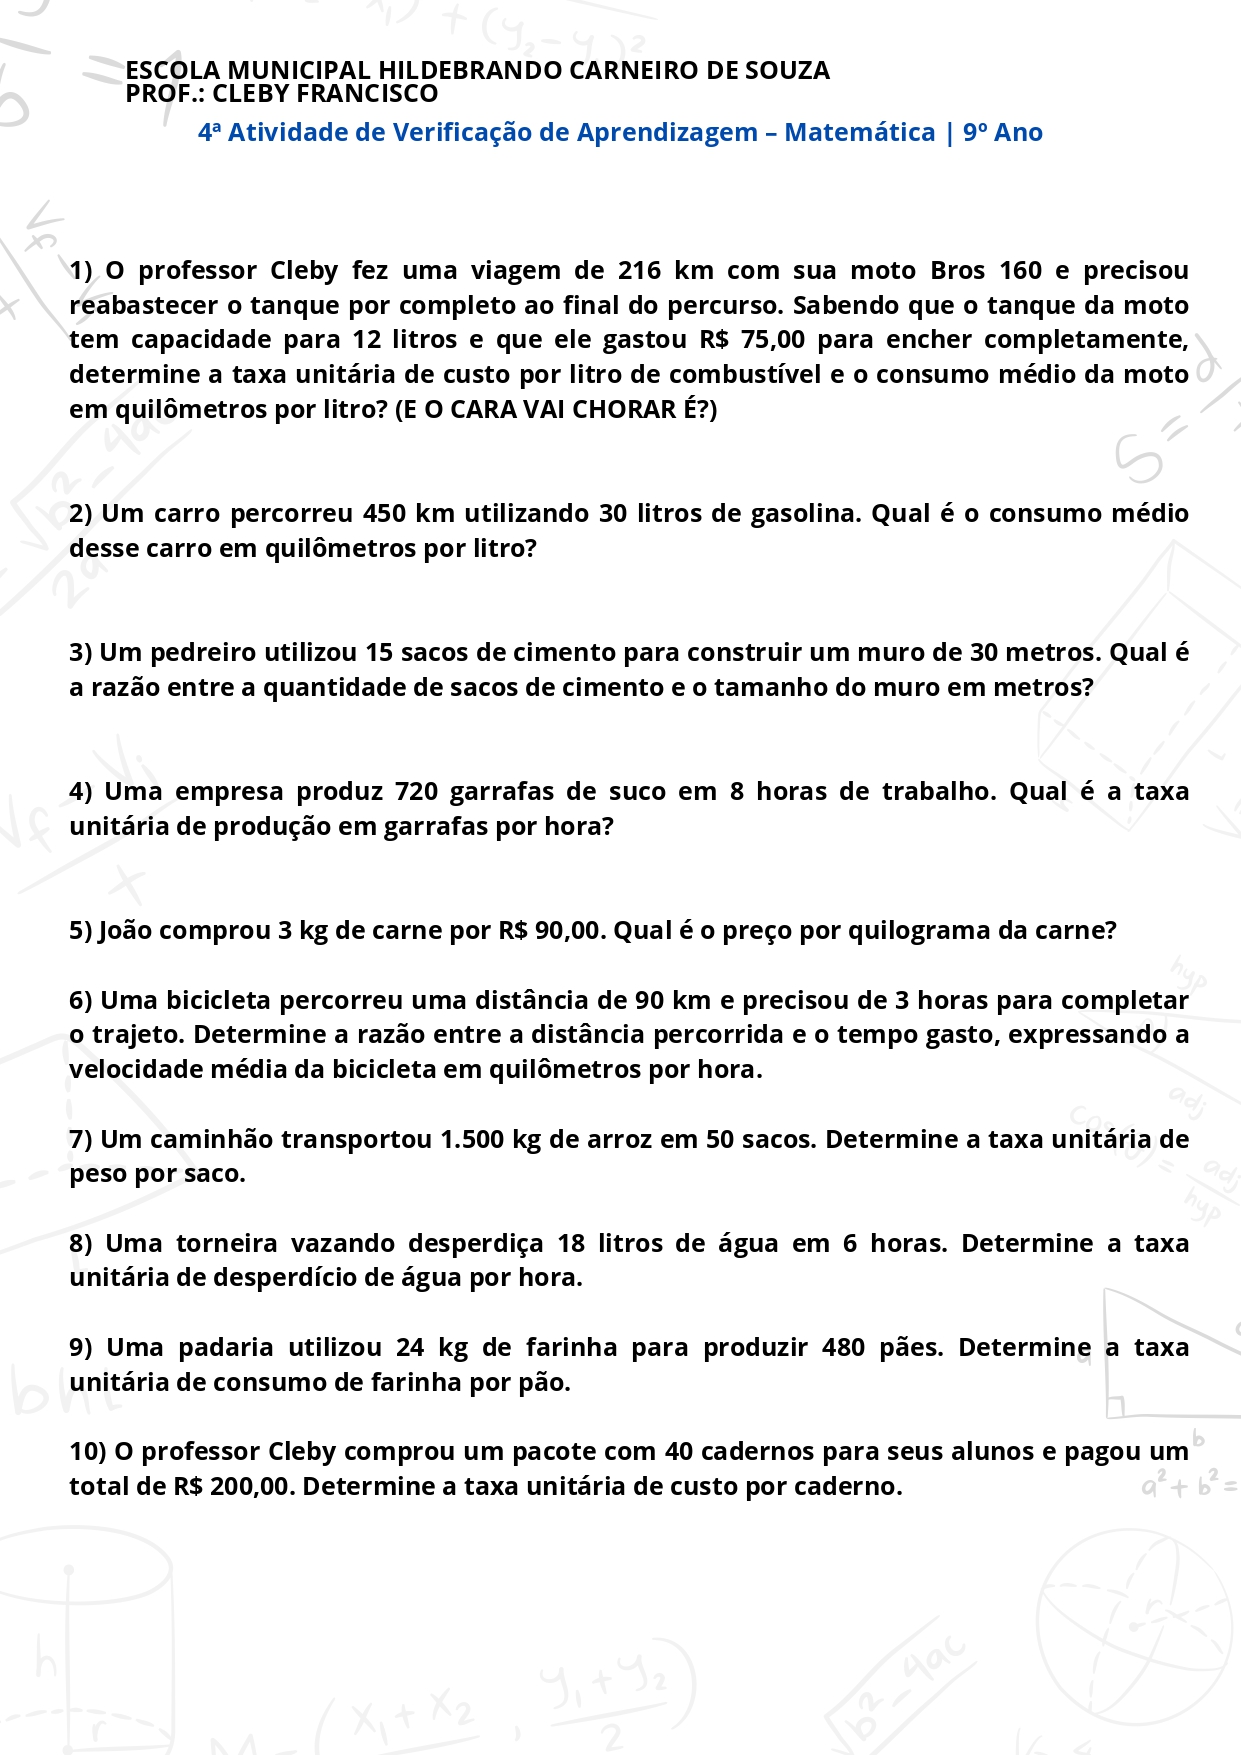 ESCOLA MUNICIPAL HILDEBRANDO CARNEIRO DE SOUZA
PROF.: CLEBY FRANCISCO
4ª Atividade de Verificação de Aprendizagem – Matemática | 9º Ano
1) O professor Cleby fez uma viagem de 216 km com sua moto Bros 160 e precisou
reabastecer o tanque por completo ao final do percurso. Sabendo que o tanque da moto
tem capacidade para 12 litros e que ele gastou R$ 75,00 para encher completamente,
determine a taxa unitária de custo por litro de combustível e o consumo médio da moto
em quilômetros por litro? (E O CARA VAI CHORAR É?)
2) Um carro percorreu 450 km utilizando 30 litros de gasolina. Qual é o consumo médio
desse carro em quilômetros por litro?
3) Um pedreiro utilizou 15 sacos de cimento para construir um muro de 30 metros. Qual é
a razão entre a quantidade de sacos de cimento e o tamanho do muro em metros?
4) Uma empresa produz 720 garrafas de suco em 8 horas de trabalho. Qual é a taxa
unitária de produção em garrafas por hora?
5) João comprou 3 kg de carne por R$ 90,00. Qual é o preço por quilograma da carne?
6) Uma bicicleta percorreu uma distância de 90 km e precisou de 3 horas para completar
o trajeto. Determine a razão entre a distância percorrida e o tempo gasto, expressando a
velocidade média da bicicleta em quilômetros por hora.
7) Um caminhão transportou 1.500 kg de arroz em 50 sacos. Determine a taxa unitária de
peso por saco.
8) Uma torneira vazando desperdiça 18 litros de água em 6 horas. Determine a taxa
unitária de desperdício de água por hora.
9) Uma padaria utilizou 24 kg de farinha para produzir 480 pães. Determine a taxa
unitária de consumo de farinha por pão.
10) O professor Cleby comprou um pacote com 40 cadernos para seus alunos e pagou um
total de R$ 200,00. Determine a taxa unitária de custo por caderno.